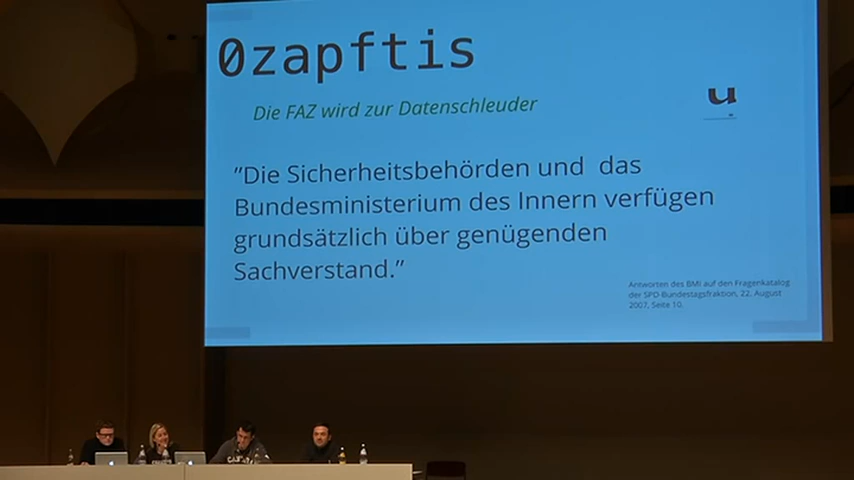 0zapftis
Die FAZ wird zur Datenschleuder
u
"Die Sicherheitsbehörden und das
Bundesministerium des Innern verfügen
grundsätzlich über genügenden
Sachverstand."
Antworten des BMI auf den Fragenkatalog
der SPD-Bundestagsfraktion, 22. August
2007, Seite 10.